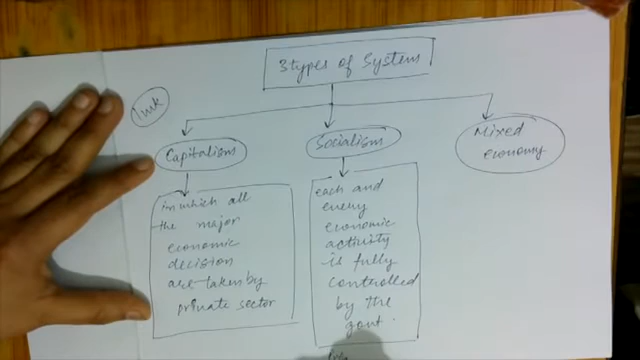 3types of System
1mk
Capitalism
Socialism
Mixed
economy
in which all
the major
economic
decision
are taken by
private sector
each and
every
economic
activity
is fully
controlled
by the
govt.